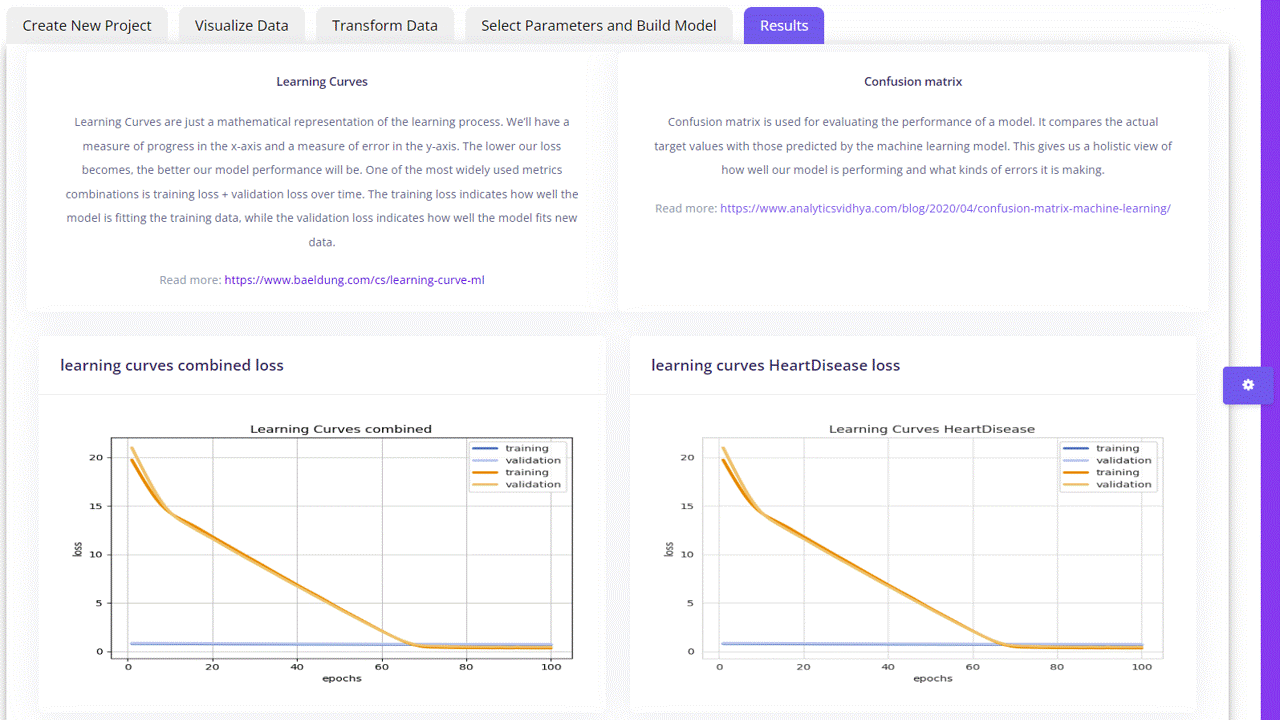 Create New Project
Visualize Data
Transform Data
Select Parameters and Build Model
Results
Learning Curves
Learning Curves are just a mathematical representation of the learning process. We'll have a
measure of progress in the x-axis and a measure of error in the y-axis. The lower our loss
becomes, the better our model performance will be. One of the most widely used metrics
combinations is training loss + validation loss over time. The training loss indicates how well the
model is fitting the training data, while the validation loss indicates how well the model fits new
data.
Read more: https://www.baeldung.com/cs/learning-curve-ml
Confusion matrix
Confusion matrix is used for evaluating the performance of a model. It compares the actual
target values with those predicted by the machine learning model. This gives us a holistic view of
how well our model is performing and what kinds of errors it is making.
Read more: https://www.analyticsvidhya.com/blog/2020/04/confusion-matrix-machine-learning/
learning curves combined loss
Learning Curves combined
training
validation
training
validation
20
15
10
5
0
loss
0 20 40 60 80 100
epochs
learning curves HeartDisease loss
Learning Curves HeartDisease
training
validation
training
validation
20
15
10
5
0
loss
0 20 40 60 80 100
epochs